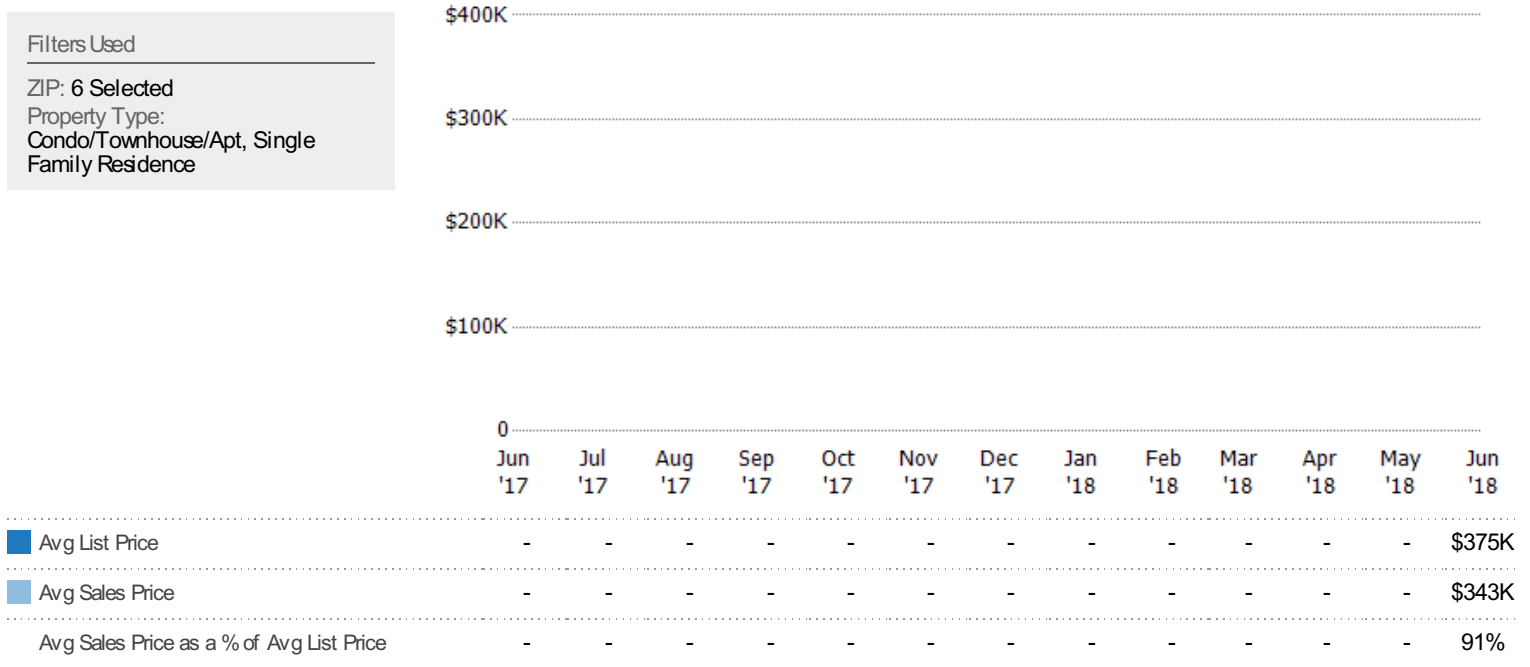 Filters Used
ZIP: 6 Selected
Property Type:
Condo/Townhouse/Apt, Single
Family Residence
$400K
$300K
$200K
$100K
0
Jun Jul Aug Sep Oct Nov Dec Jan Feb Mar Apr May Jun
'17 '17 '17 '17 '17 '17 '17 '18 '18 '18 '18 '18 '18
Avg List Price - - - - - - - - - - - - $375K
Avg Sales Price - - - - - - - - - - - - $343K
Avg Sales Price as a % of Avg List Price - - - - - - - - - - - - 91%